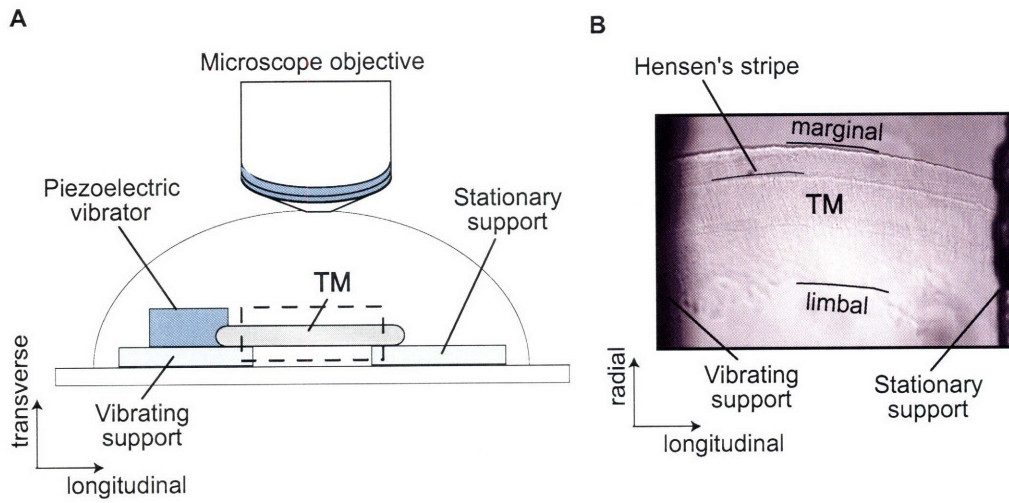 A
Microscope objective
Piezoelectric
vibrator
Stationary
support
TM
Vibrating
support
transverse
longitudinal
B
Hensen's stripe
marginal
TM
limbal
Vibrating
support
Stationary
support
radial
longitudinal